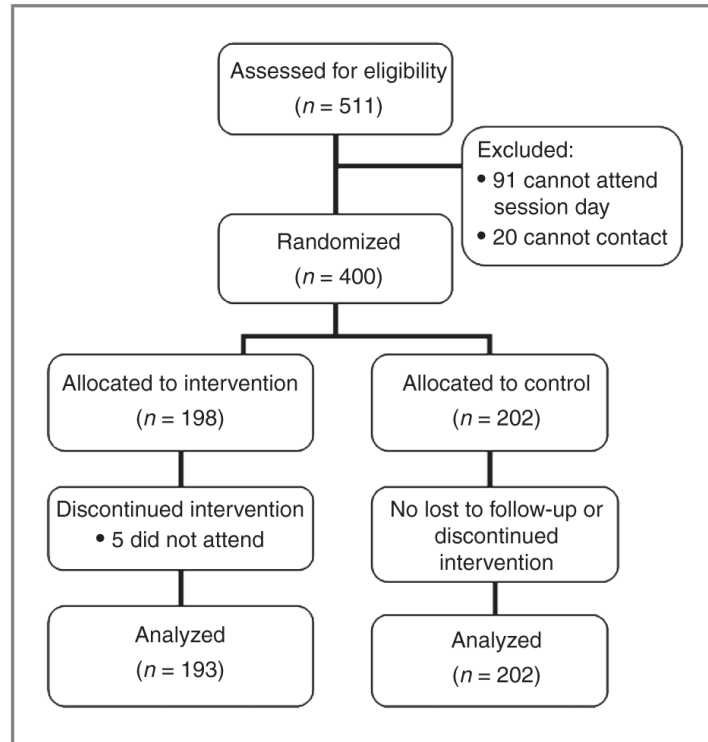 Assessed for eligibility
(n = 511)
Excluded:
• 91 cannot attend
session day
• 20 cannot contact
Randomized
(n = 400)
Allocated to intervention
(n = 198)
Allocated to control
(n = 202)
Discontinued intervention
• 5 did not attend
No lost to follow-up or
discontinued
intervention
Analyzed
(n = 193)
Analyzed
(n = 202)